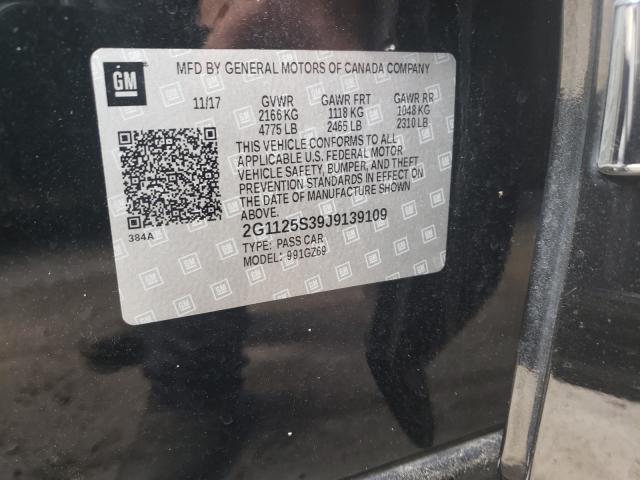 GM
MFD BY GENERAL MOTORS OF CANADA COMPANY
11/17 GVWR GAWR FRT GAWR RR
2166 KG 1118 KG 1048 KG
4775 LB 2465 LB 2310 LB
THIS VEHICLE CONFORMS TO ALL
APPLICABLE U.S. FEDERAL MOTOR
VEHICLE SAFETY, BUMPER, AND THEFT
PREVENTION STANDARDS IN EFFECT ON
THE DATE OF MANUFACTURE SHOWN
ABOVE.
384A
2G1125S39J9139109
TYPE: PASS CAR
MODEL: 991GZ69